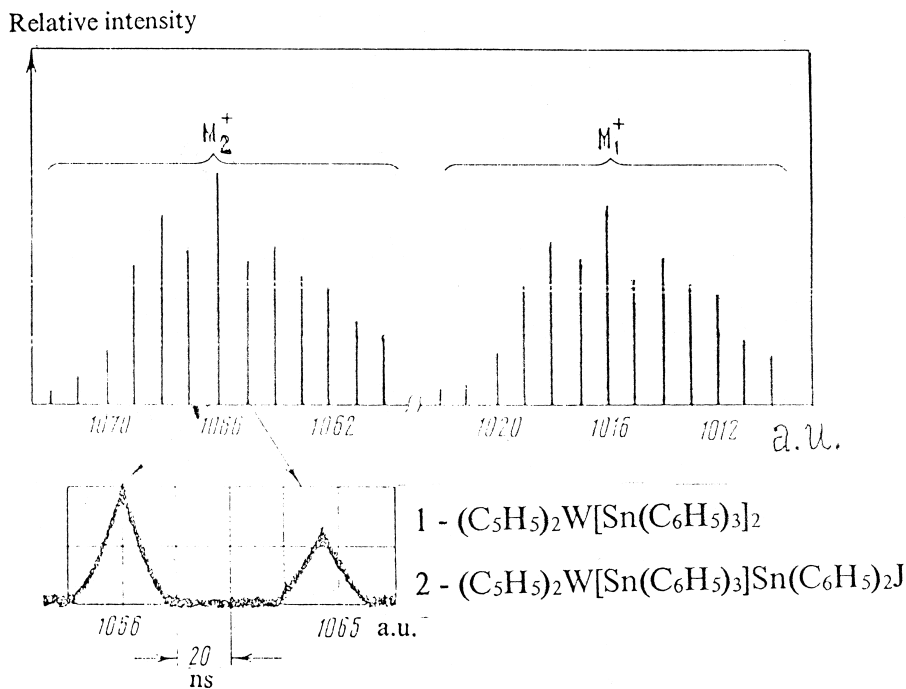 Relative intensity
M₂⁺
M₁⁺
1070 1066 1062 1020 1016 1012 a.u.
1 - (C₅H₅)₂W[Sn(C₆H₅)₃]₂
2 - (C₅H₅)₂W[Sn(C₆H₅)₃]Sn(C₆H₅)₂J
1066 1065 a.u.
20
ns